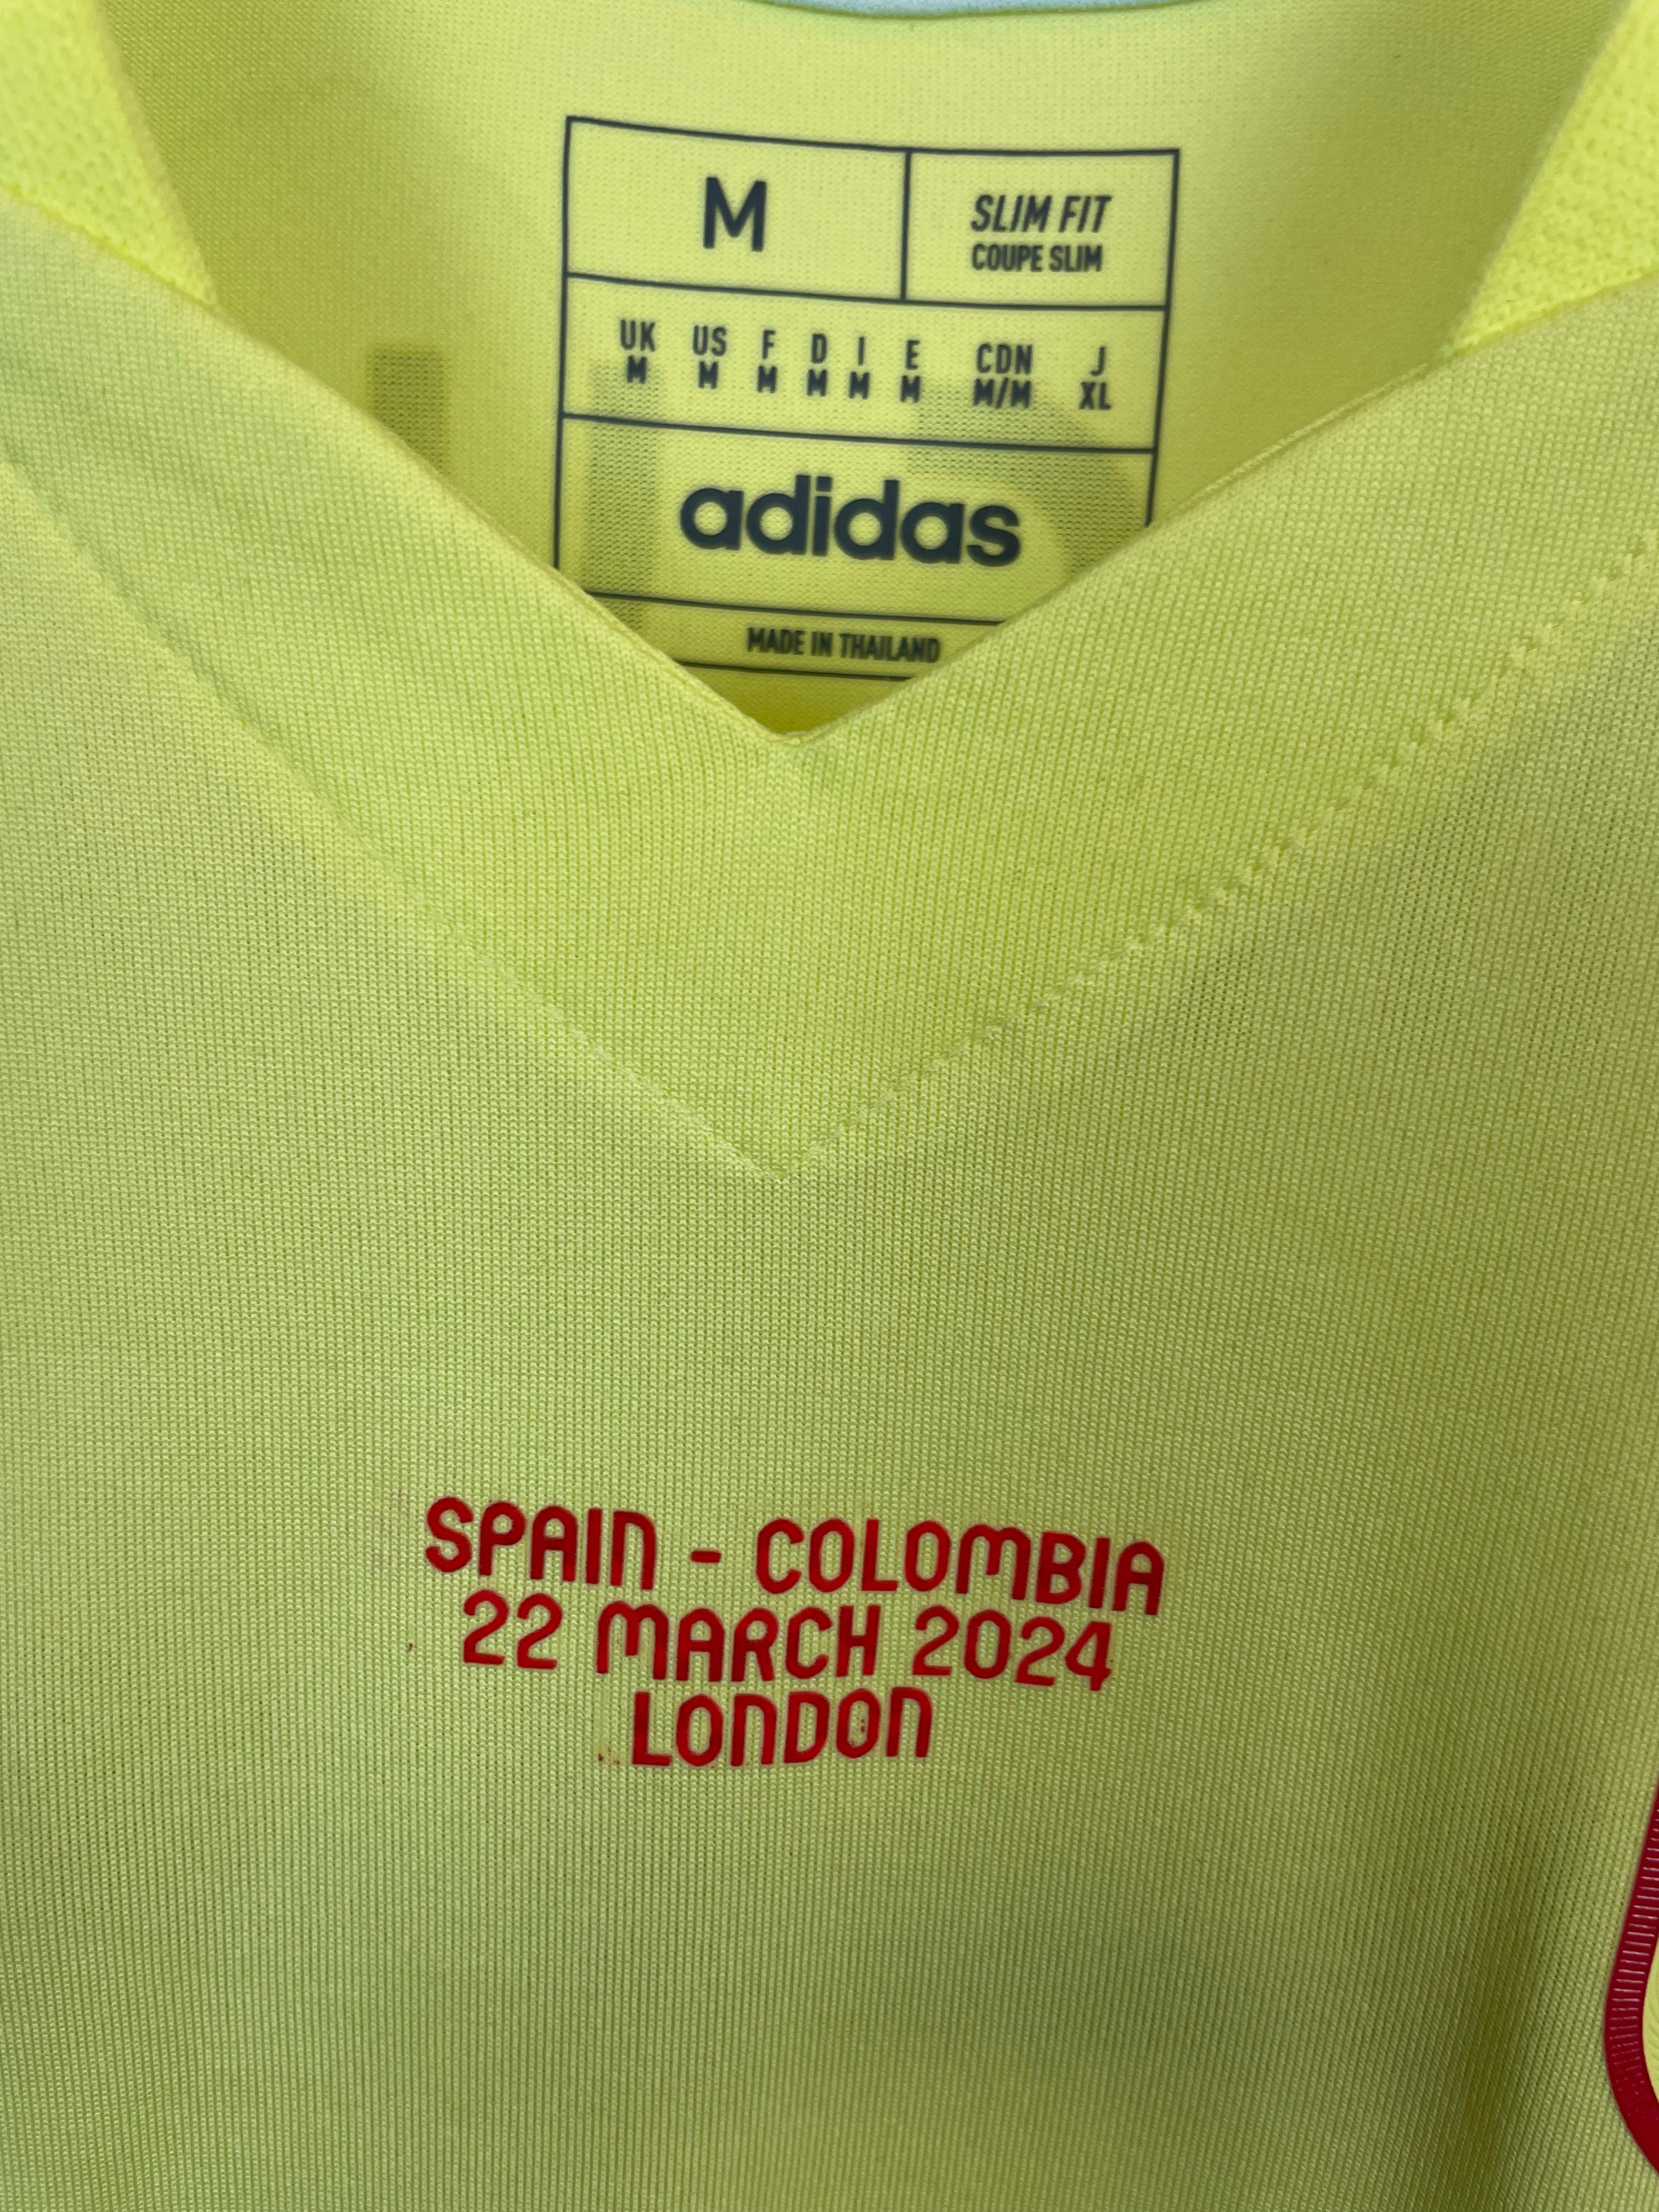 M
SLIM FIT
COUPE SLIM
UK US F D I E CDN J
M M M M M M M/M XL
adidas
MADE IN THAILAND
SPAIN - COLOMBIA
22 MARCH 2024
LONDON